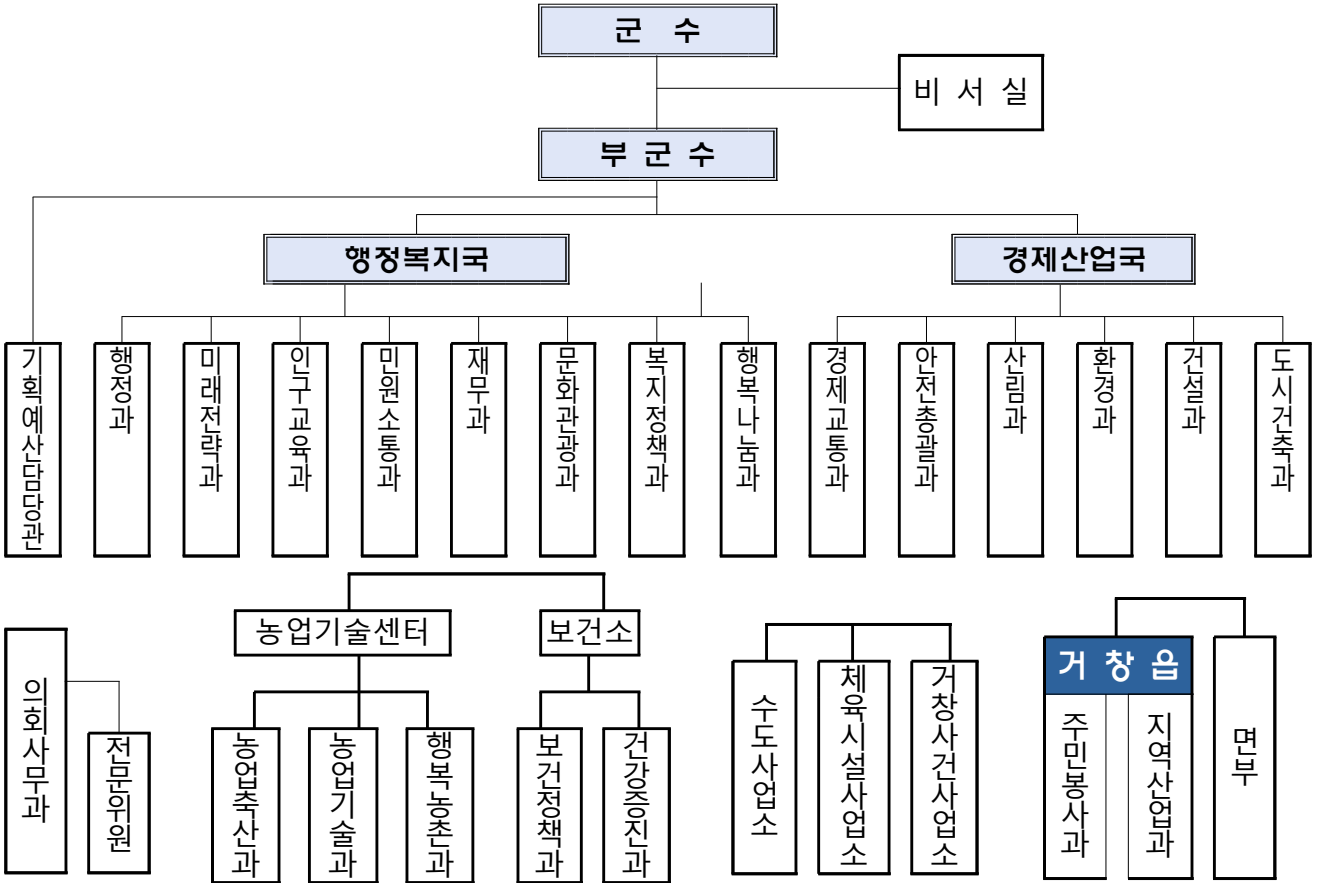 군 수
비 서 실
부 군 수
행정복지국
경제산업국
기획예산담당관
행정과
미래전략과
인구교육과
민원소통과
재무과
문화관광과
복지정책과
행복나눔과
경제교통과
안전총괄과
산림과
환경과
건설과
도시건축과
의회사무과
전문위원
농업기술센터
보건소
농업축산과
농업기술과
행복농촌과
보건정책과
건강증진과
수도사업소
체육시설사업소
거창사건사업소
거 창 읍
주민봉사과
지역산업과
면부